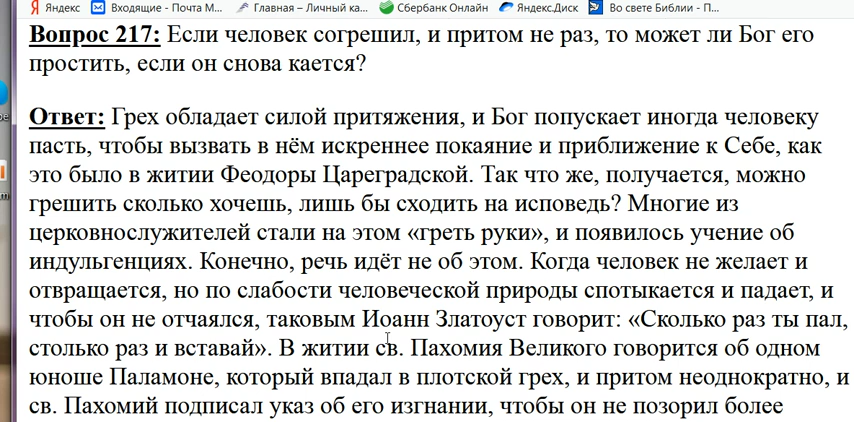 Яндекс
Входящие - Почта М...
Главная – Личный ка...
Сбербанк Онлайн
Яндекс.Диск
Во свете Библии - П...
Вопрос 217: Если человек согрешил, и притом не раз, то может ли Бог его
простить, если он снова кается?
Ответ: Грех обладает силой притяжения, и Бог попускает иногда человеку
пасть, чтобы вызвать в нём искреннее покаяние и приближение к Себе, как
это было в житии Феодоры Цареградской. Так что же, получается, можно
грешить сколько хочешь, лишь бы сходить на исповедь? Многие из
церковнослужителей стали на этом «греть руки», и появилось учение об
индульгенциях. Конечно, речь идёт не об этом. Когда человек не желает и
отвращается, но по слабости человеческой природы спотыкается и падает, и
чтобы он не отчаялся, таковым Иоанн Златоуст говорит: «Сколько раз ты пал,
столько раз и вставай». В житии св. Пахомия Великого говорится об одном
юноше Паламоне, который впадал в плотской грех, и притом неоднократно, и
св. Пахомий подписал указ об его изгнании, чтобы он не позорил более